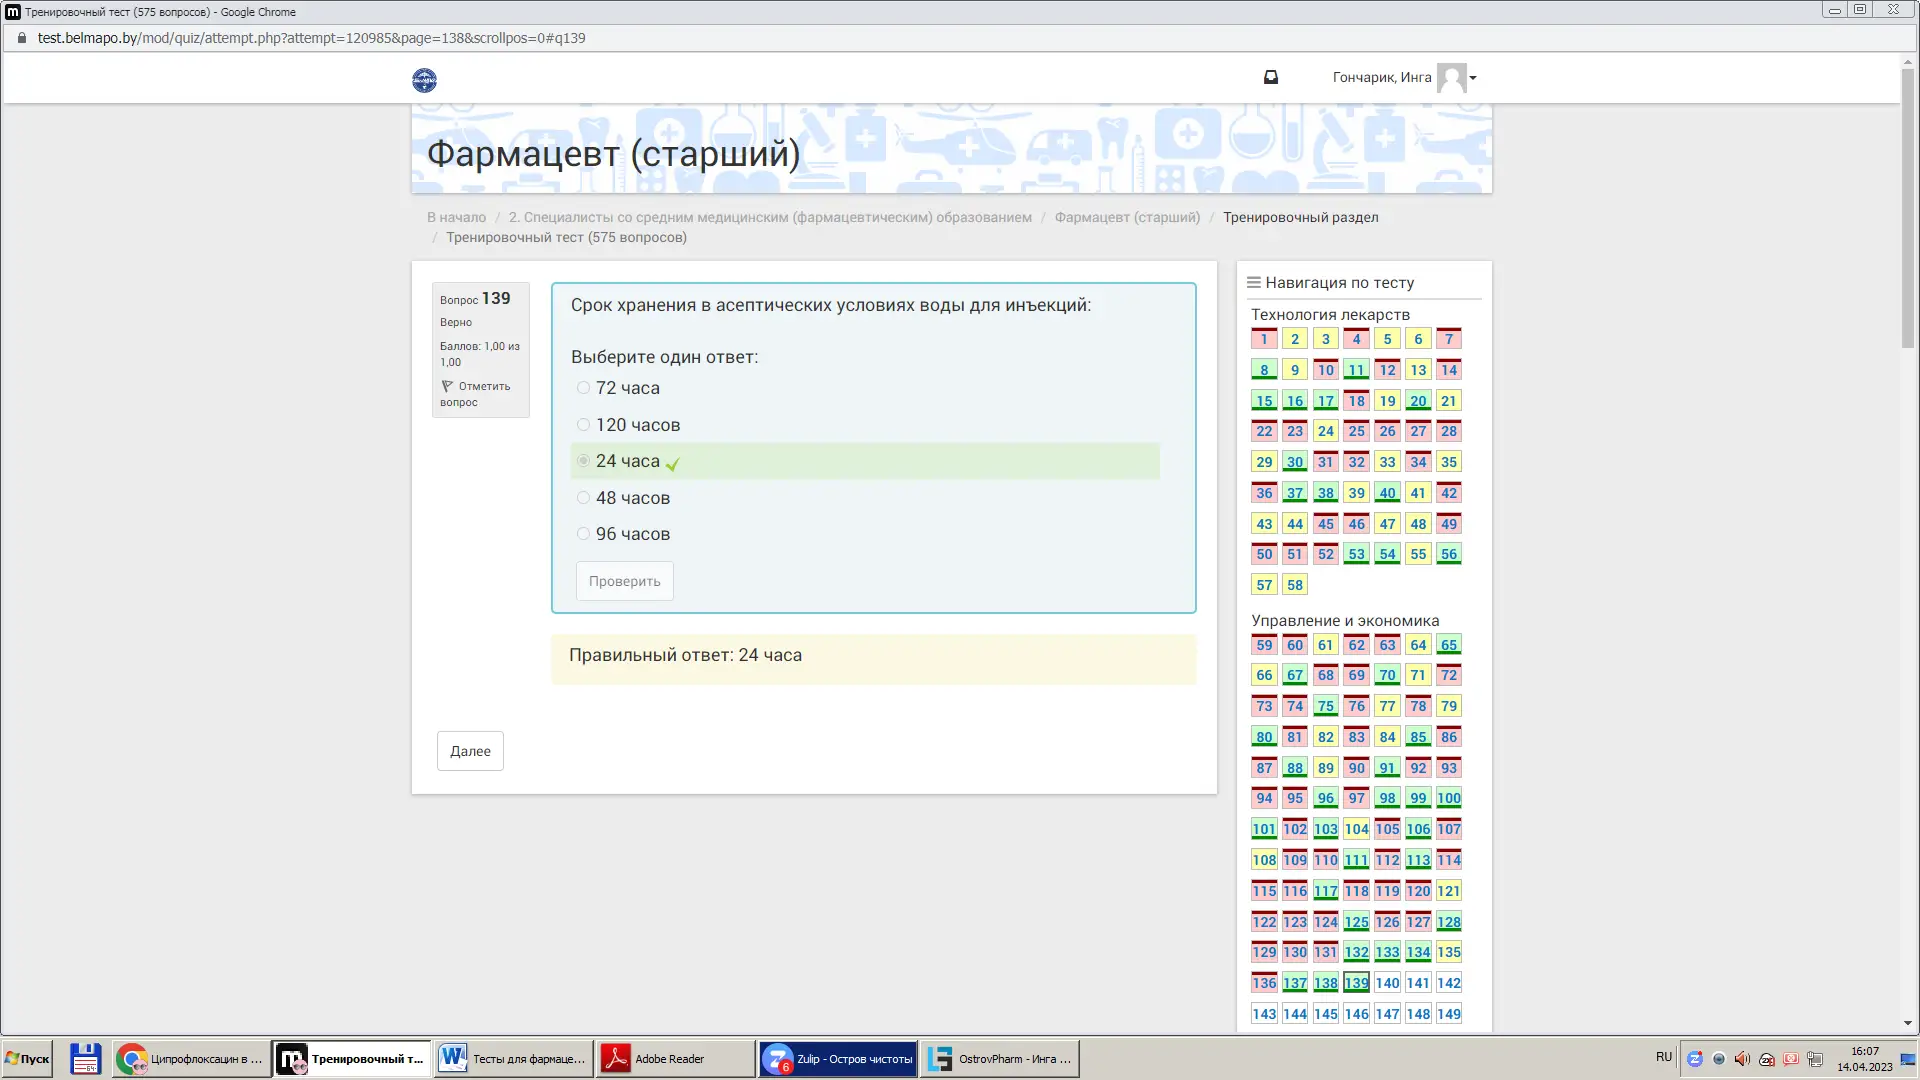 Тренировочный тест (575 вопросов) - Google Chrome
test.belmapo.by/mod/quiz/attempt.php?attempt=120985&page=138&scrollpos=0#q139
Гончарик, Инга
Фармацевт (старший)
В начало / 2. Специалисты со средним медицинским (фармацевтическим) образованием / Фармацевт (старший) / Тренировочный раздел
/ Тренировочный тест (575 вопросов)
Вопрос 139
Верно
Баллов: 1,00 из
1,00
Отметить
вопрос
Срок хранения в асептических условиях воды для инъекций:
Выберите один ответ:
72 часа
120 часов
24 часа
48 часов
96 часов
Проверить
Правильный ответ: 24 часа
Далее
Навигация по тесту
Технология лекарств
1 2 3 4 5 6 7
8 9 10 11 12 13 14
15 16 17 18 19 20 21
22 23 24 25 26 27 28
29 30 31 32 33 34 35
36 37 38 39 40 41 42
43 44 45 46 47 48 49
50 51 52 53 54 55 56
57 58
Управление и экономика
59 60 61 62 63 64 65
66 67 68 69 70 71 72
73 74 75 76 77 78 79
80 81 82 83 84 85 86
87 88 89 90 91 92 93
94 95 96 97 98 99 100
101 102 103 104 105 106 107
108 109 110 111 112 113 114
115 116 117 118 119 120 121
122 123 124 125 126 127 128
129 130 131 132 133 134 135
136 137 138 139 140 141 142
143 144 145 146 147 148 149
Пуск
64
Ципрофлоксацин в ...
Тренировочный т...
Тесты для фармаце...
Adobe Reader
6
Zulip - Остров чистоты
OstrovPharm - Инга ...
RU
16:07
14.04.2023